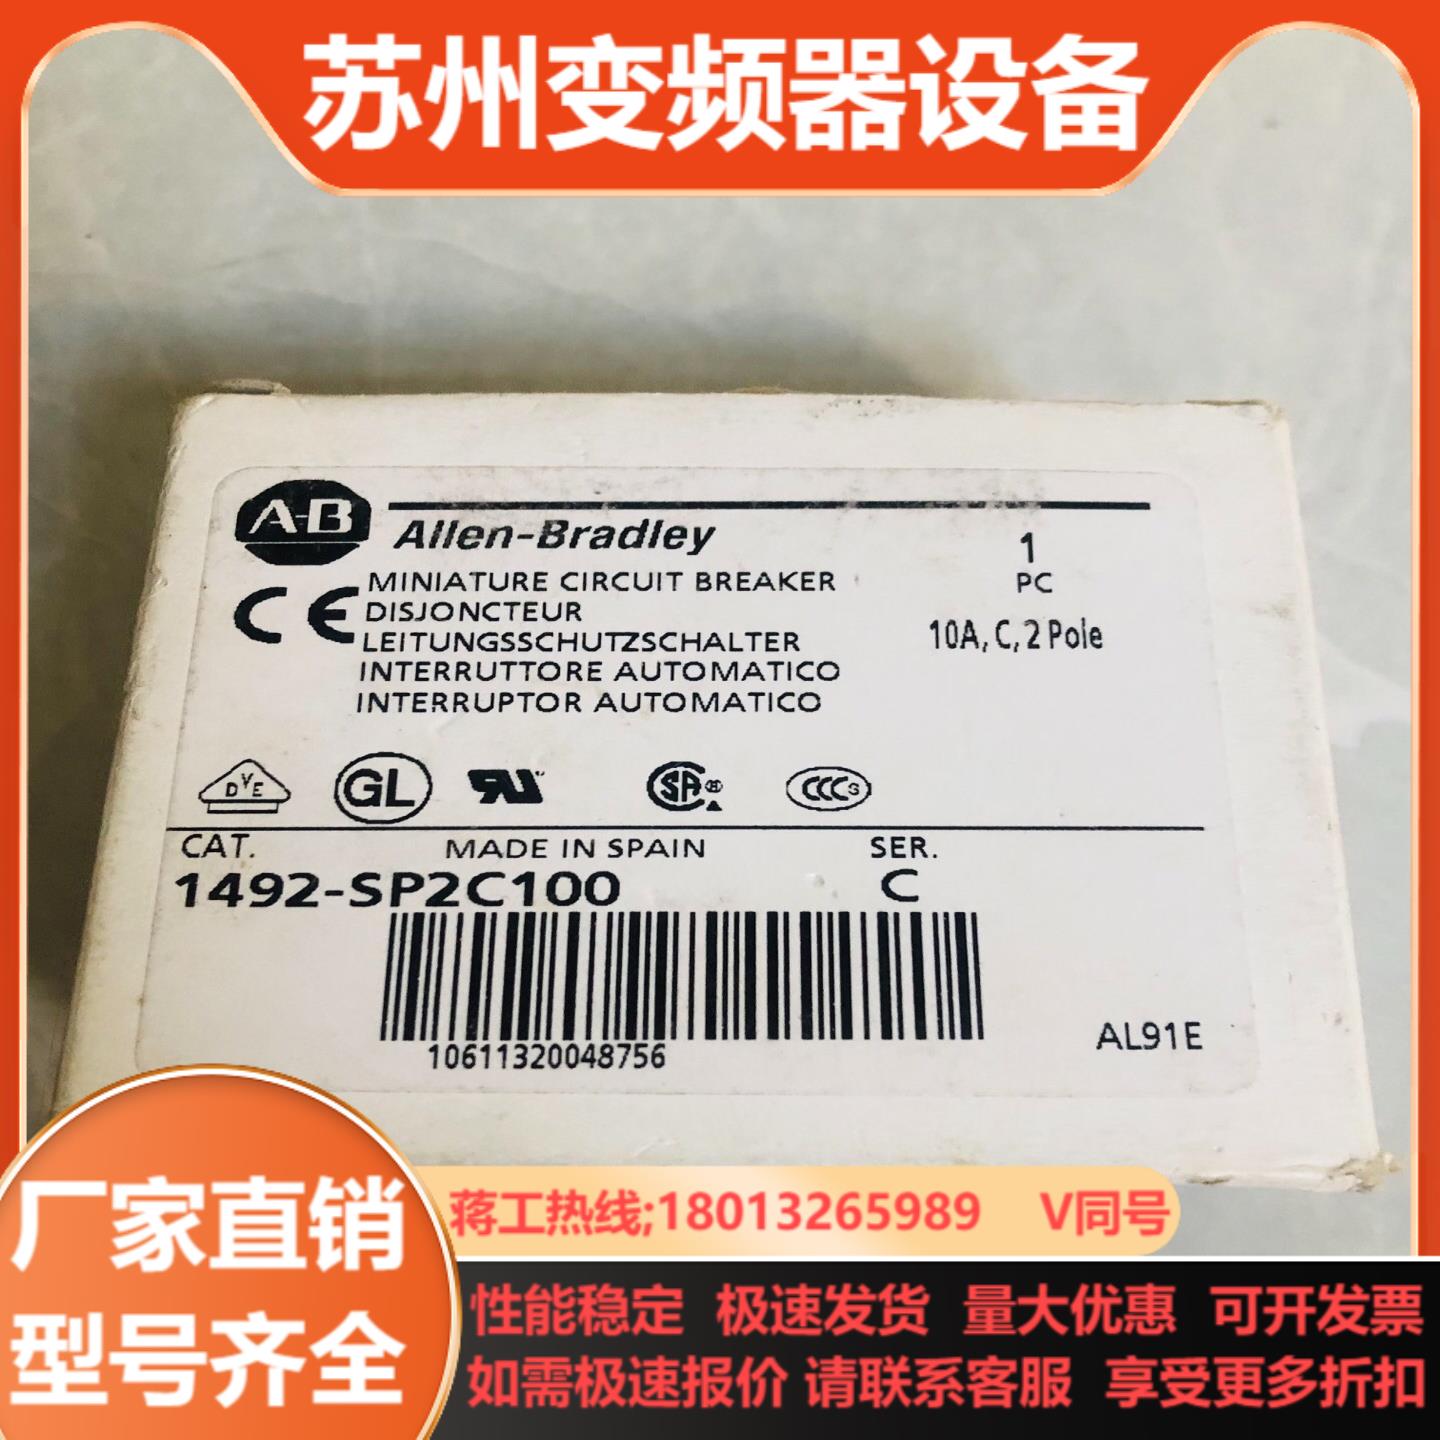 苏州变频器设备
A-B
Allen-Bradley
1
PC
CE
MINIATURE CIRCUIT BREAKER
DISJONCTEUR
LEITUNGSSCHUTZSCHALTER
INTERRUTTORE AUTOMATICO
INTERRUPTOR AUTOMATICO
10A, C, 2 Pole
DVE
GL
RU
SA
CCCS
CAT.
MADE IN SPAIN
SER.
1492-SP2C100
C
10611320048756
AL91E
厂家直销
型号齐全
蒋工热线;18013265989 V同号
性能稳定 极速发货 量大优惠 可开发票
如需极速报价 请联系客服 享受更多折扣